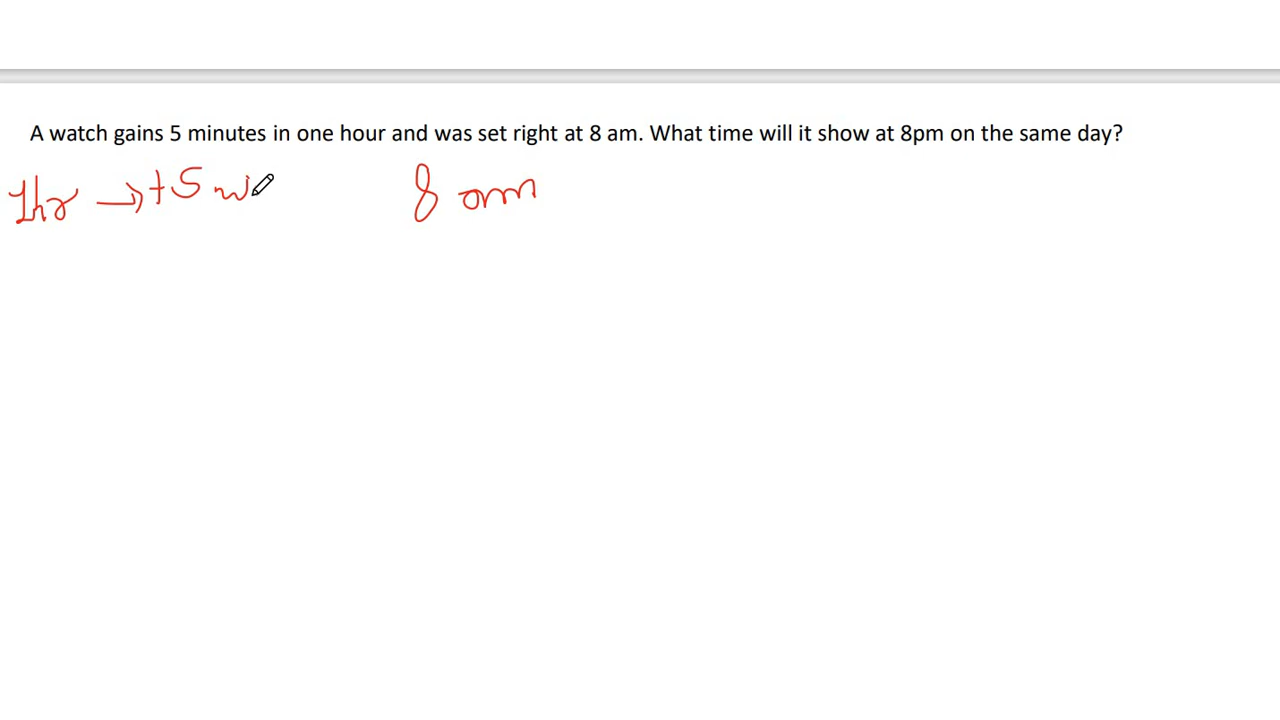 A watch gains 5 minutes in one hour and was set right at 8 am. What time will it show at 8pm on the same day?
1hr → +5 8 am